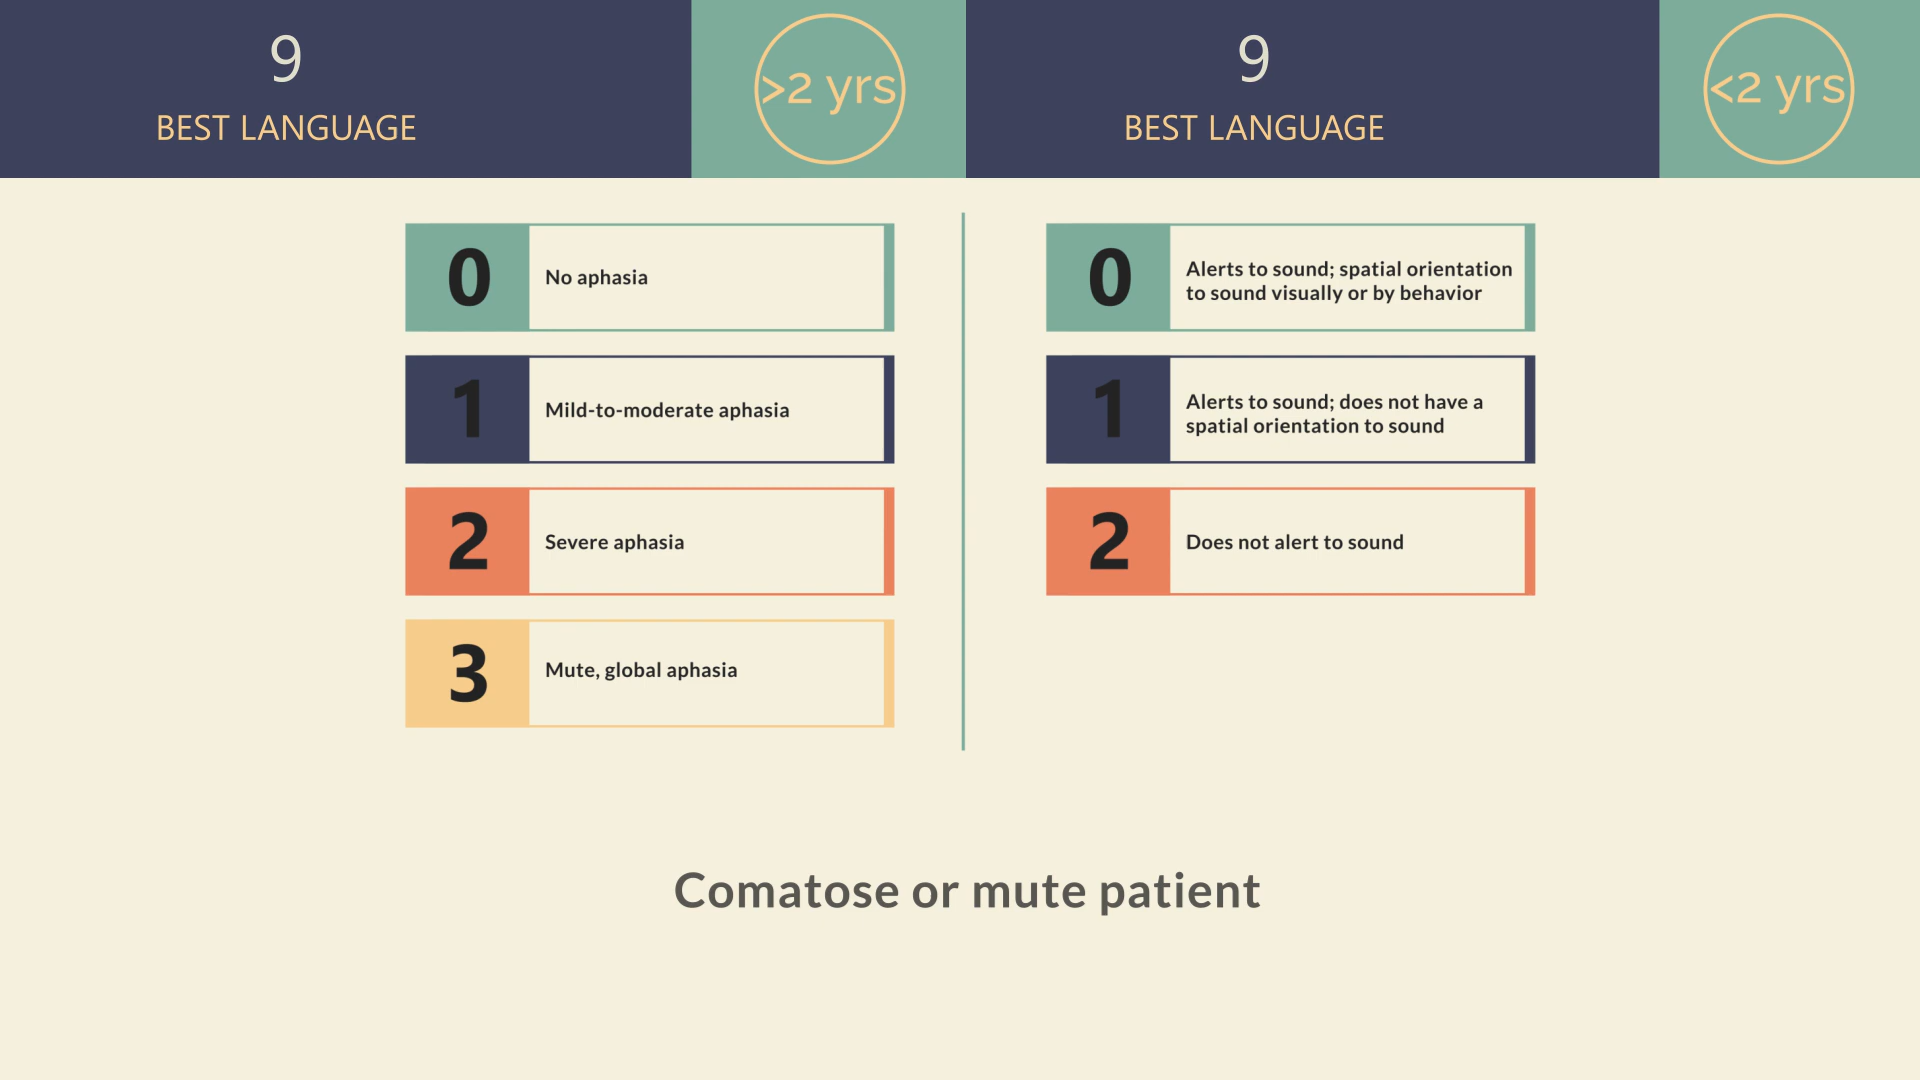 9
BEST LANGUAGE
>2 yrs
9
BEST LANGUAGE
<2 yrs
0
No aphasia
1
Mild-to-moderate aphasia
2
Severe aphasia
3
Mute, global aphasia
0
Alerts to sound; spatial orientation
to sound visually or by behavior
1
Alerts to sound; does not have a
spatial orientation to sound
2
Does not alert to sound
Comatose or mute patient